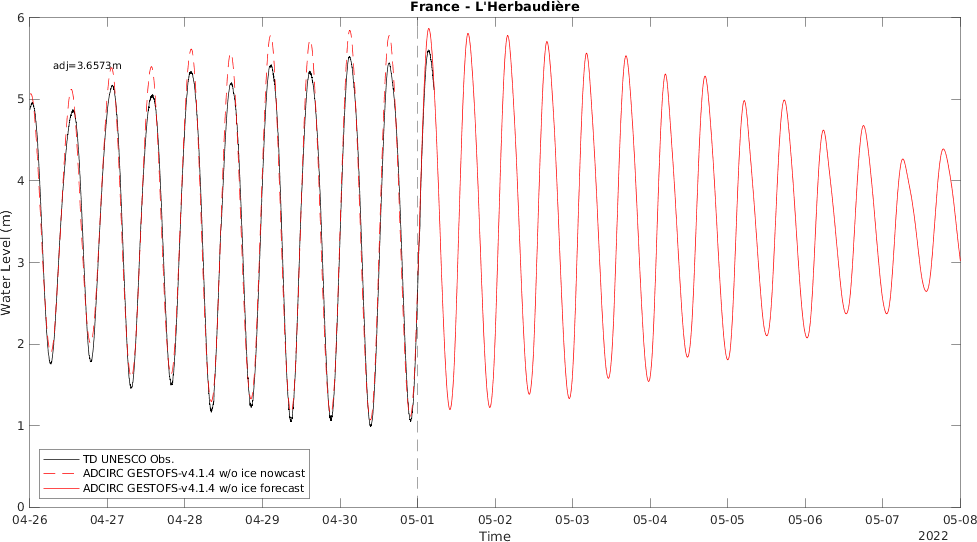 France - L'Herbaudière
6
5
4
3
2
1
0
Water Level (m)
adj=3.6573m
TD UNESCO Obs.
ADCIRC GESTOFS-v4.1.4 w/o ice nowcast
ADCIRC GESTOFS-v4.1.4 w/o ice forecast
04-26 04-27 04-28 04-29 04-30 05-01 05-02 05-03 05-04 05-05 05-06 05-07 05-08
Time
2022